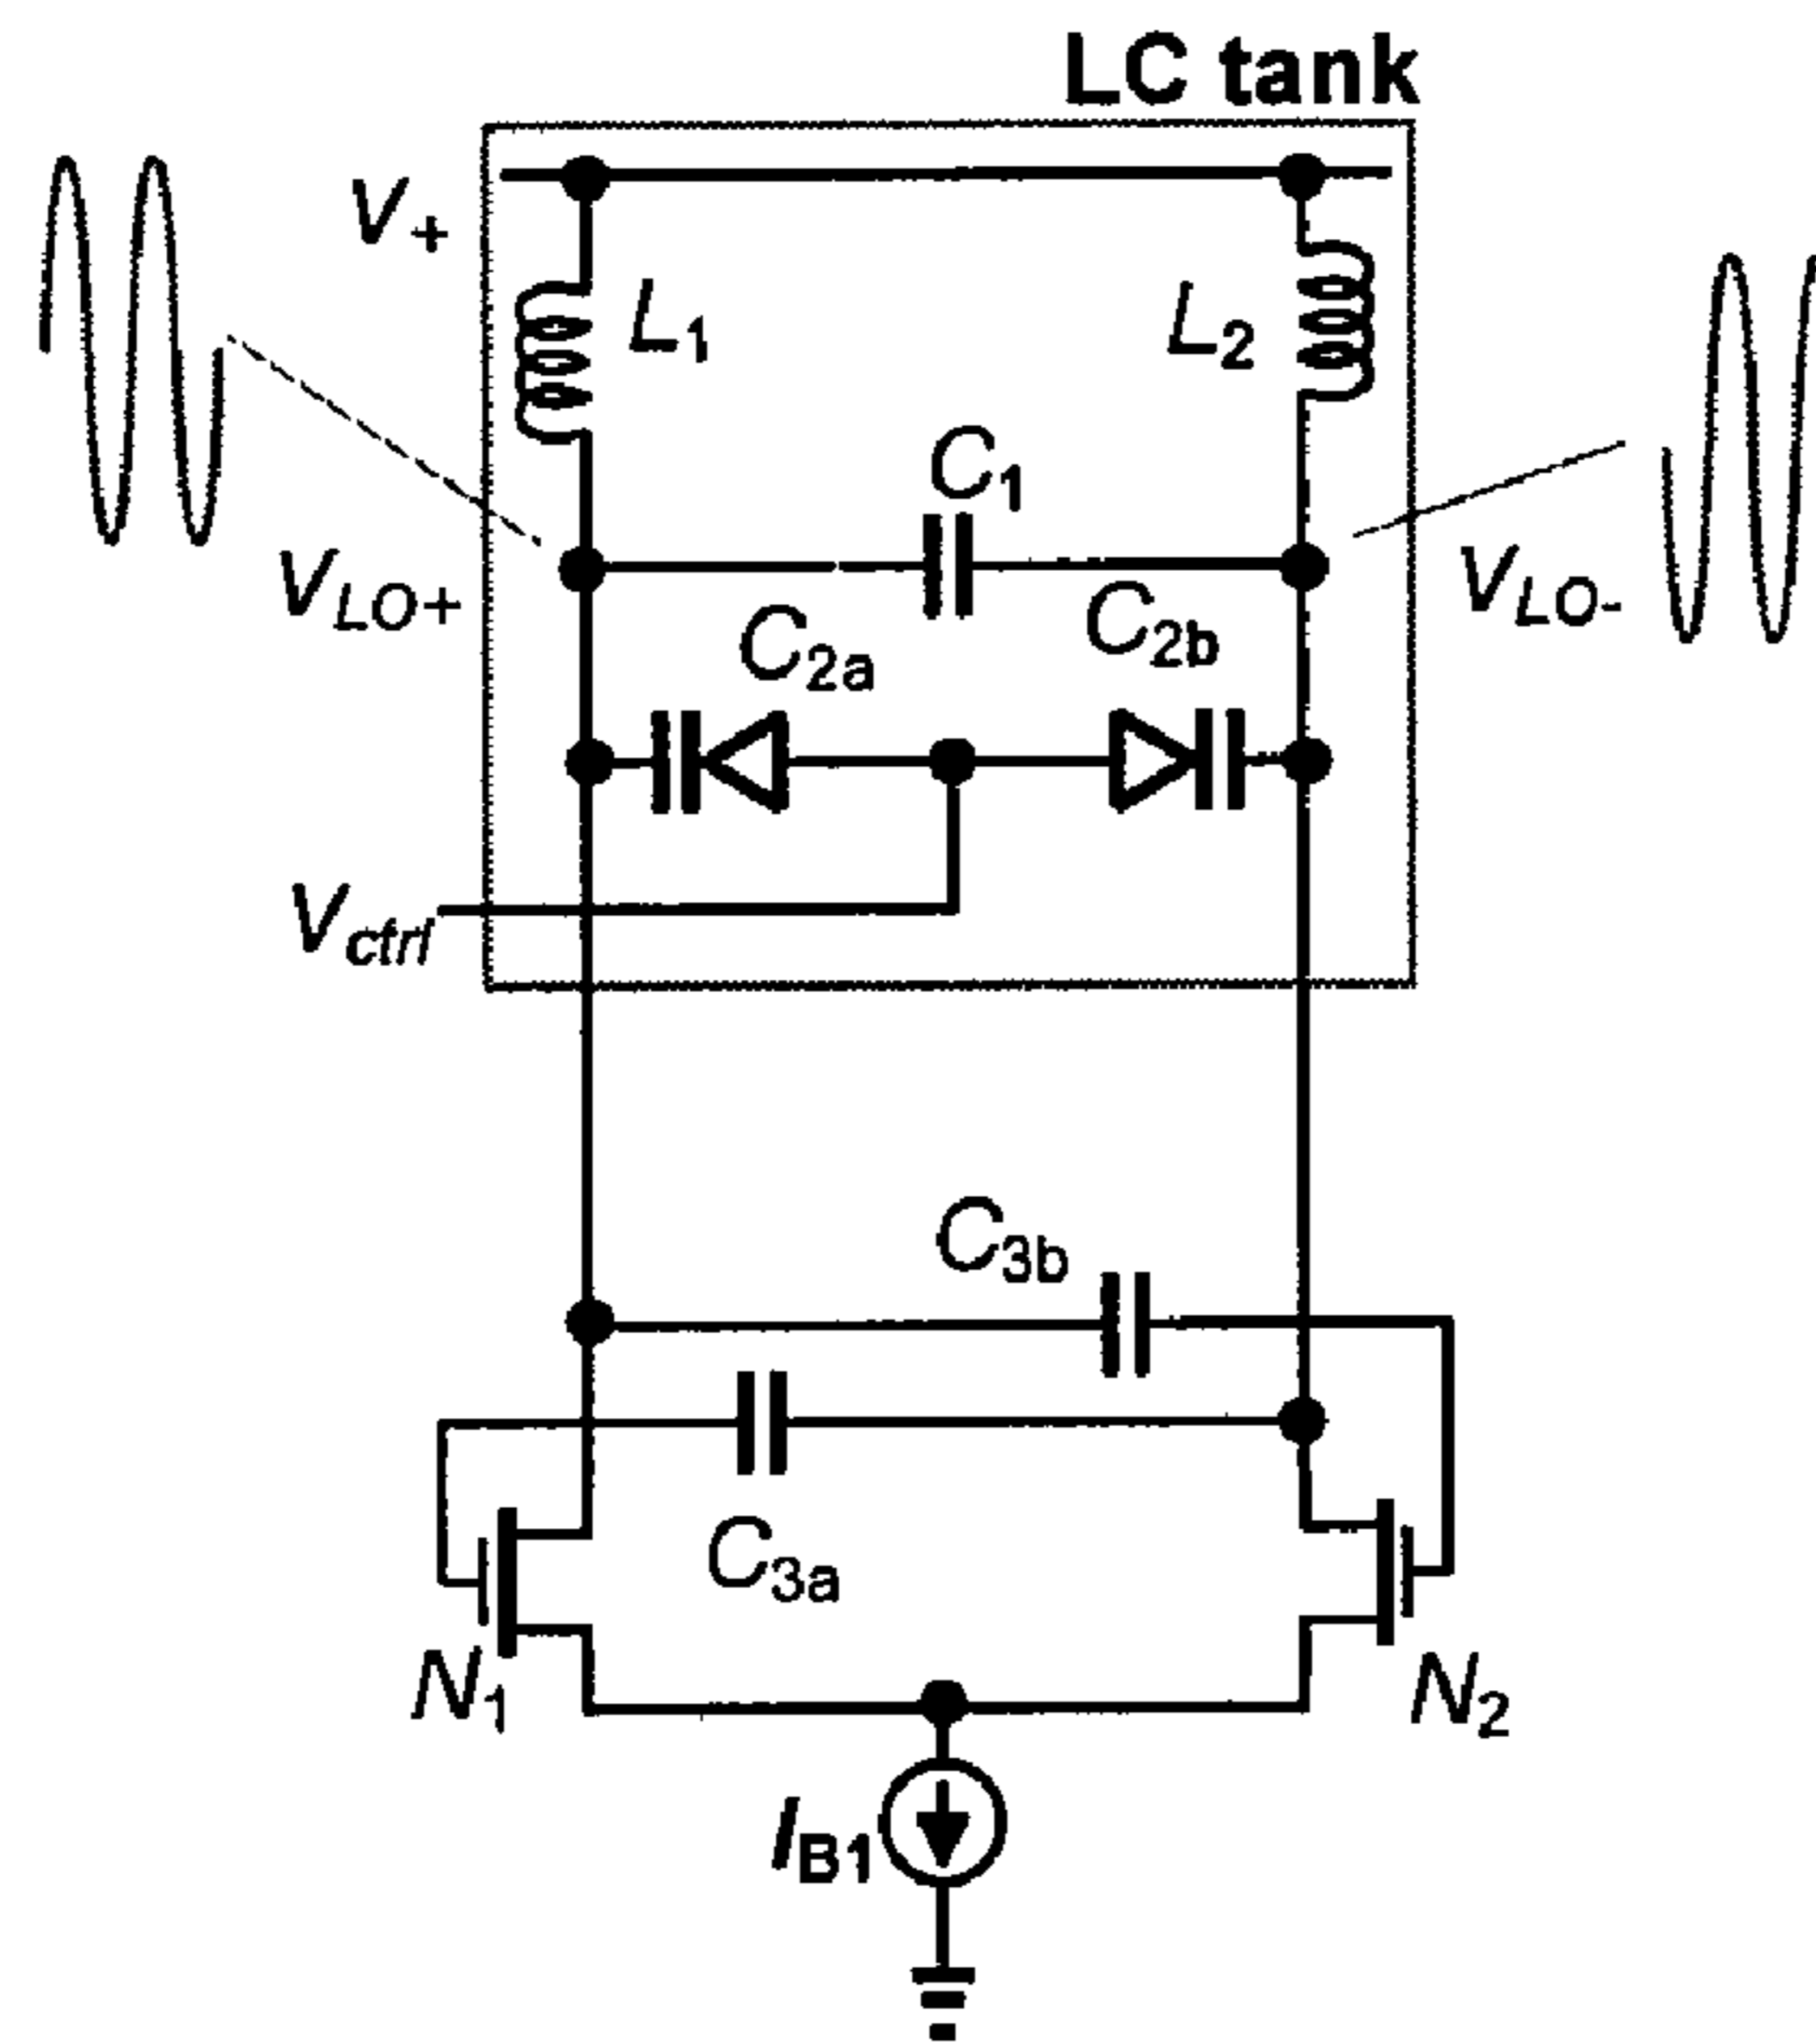 LC tank
V+
L1
L2
C1
VLO+
C2a
C2b
VLO-
Vctrl
C3b
C3a
N1
N2
IB1